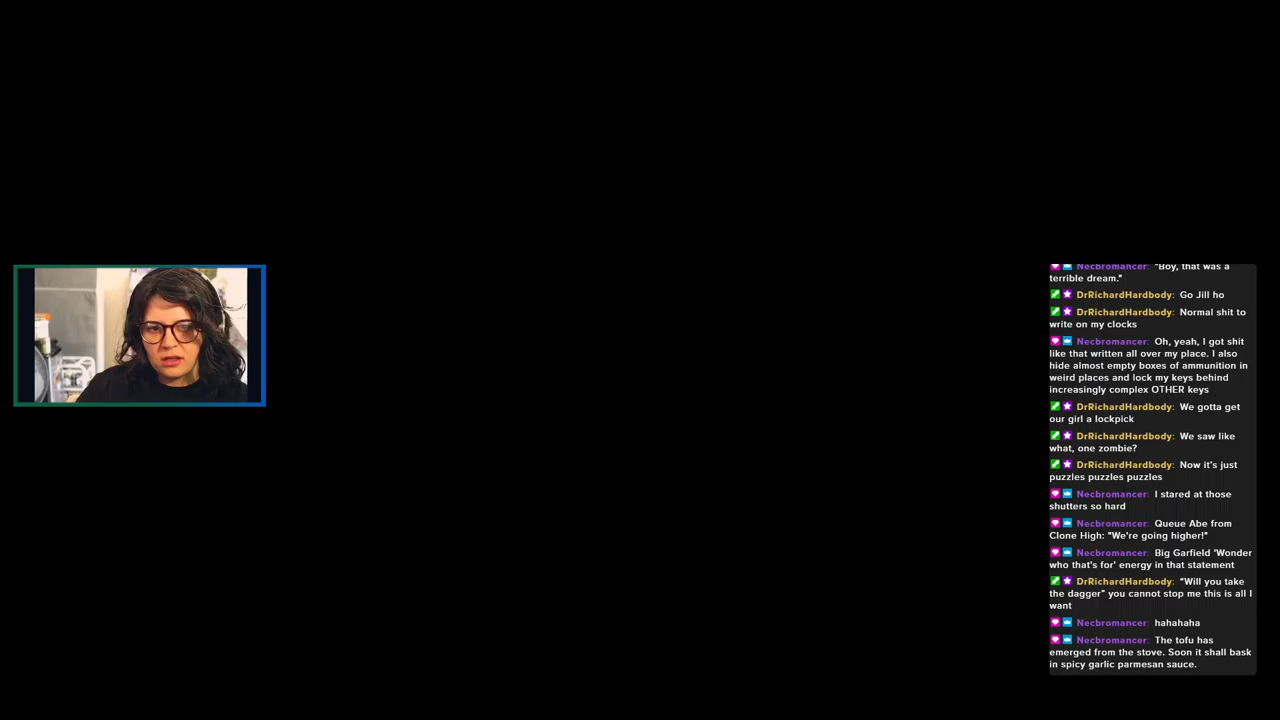 Necbromancer: "Boy, that was a
terrible dream."
DrRichardHardbody: Go Jill ho
DrRichardHardbody: Normal shit to
write on my clocks
Necbromancer: Oh, yeah, I got shit
like that written all over my place. I also
hide almost empty boxes of ammunition in
weird places and lock my keys behind
increasingly complex OTHER keys
DrRichardHardbody: We gotta get
our girl a lockpick
DrRichardHardbody: We saw like
what, one zombie?
DrRichardHardbody: Now it's just
puzzles puzzles puzzles
Necbromancer: I stared at those
shutters so hard
Necbromancer: Queue Abe from
Clone High: "We're going higher!"
Necbromancer: Big Garfield 'Wonder
who that's for' energy in that statement
DrRichardHardbody: "Will you take
the dagger" you cannot stop me this is all I
want
Necbromancer: hahahaha
Necbromancer: The tofu has
emerged from the stove. Soon it shall bask
in spicy garlic parmesan sauce.